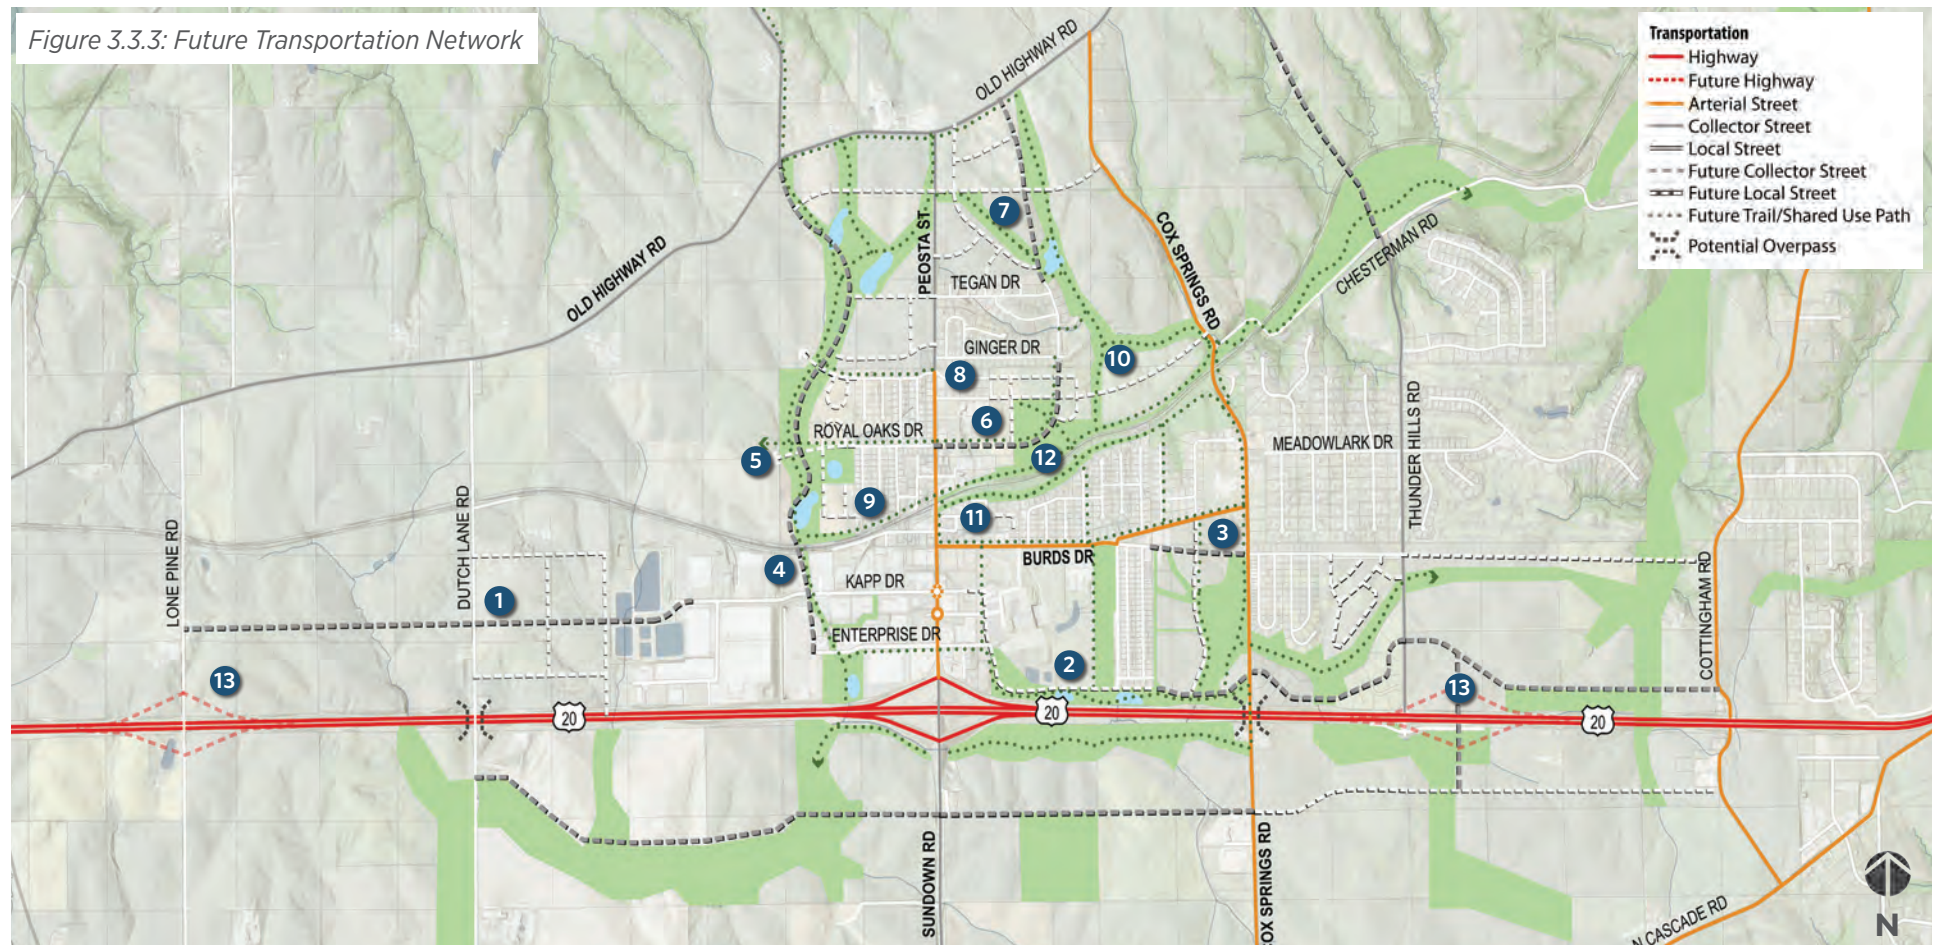 Figure 3.3.3: Future Transportation Network
Transportation
Highway
Future Highway
Arterial Street
Collector Street
Local Street
Future Collector Street
Future Local Street
Future Trail/Shared Use Path
Potential Overpass
OLD HIGHWAY RD
7
PEOSTA ST.
COX SPRINGS RD
CHESTERMAN RD
OLD HIGHWAY RD
TEGAN DR
GINGER DR
10
8
6
ROYAL OAKS DR
MEADOWLARK DR
THUNDER HILLS RD
5
12
9
11
3
LONE PINE RD
DUTCH LANE RD
4
BURDS DR
KAPP DR
1
COTTINGHAM RD
ENTERPRISE DR
2
13
13
20
20
20
SUNDOWN RD
COX SPRINGS RD
N CASCADE RD
N